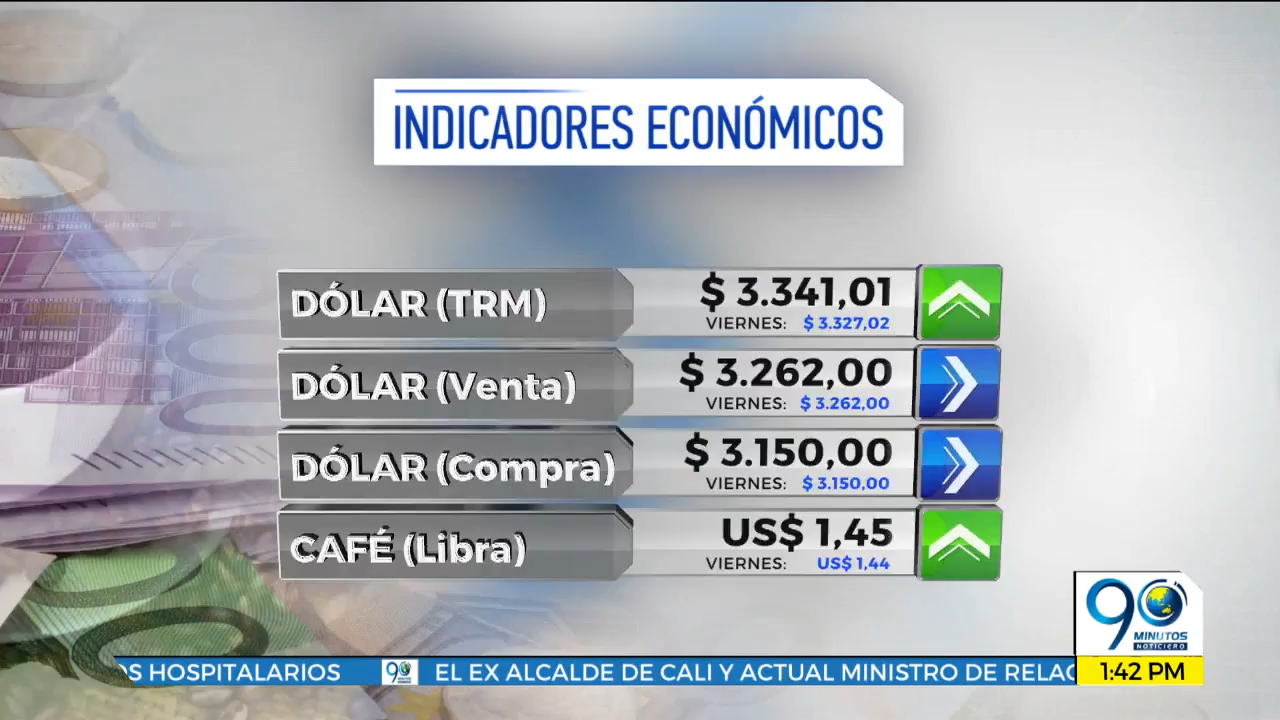 INDICADORES ECONÓMICOS
DÓLAR (TRM)
$ 3.341,01
VIERNES: $ 3.327,02
DÓLAR (Venta)
$ 3.262,00
VIERNES: $ 3.262,00
DÓLAR (Compra)
$ 3.150,00
VIERNES: $ 3.150,00
CAFÉ (Libra)
US$ 1,45
VIERNES: US$ 1,44
90
MINUTOS
NOTICIERO
OS HOSPITALARIOS 90 EL EX ALCALDE DE CALI Y ACTUAL MINISTRO DE RELAC
1:42 PM